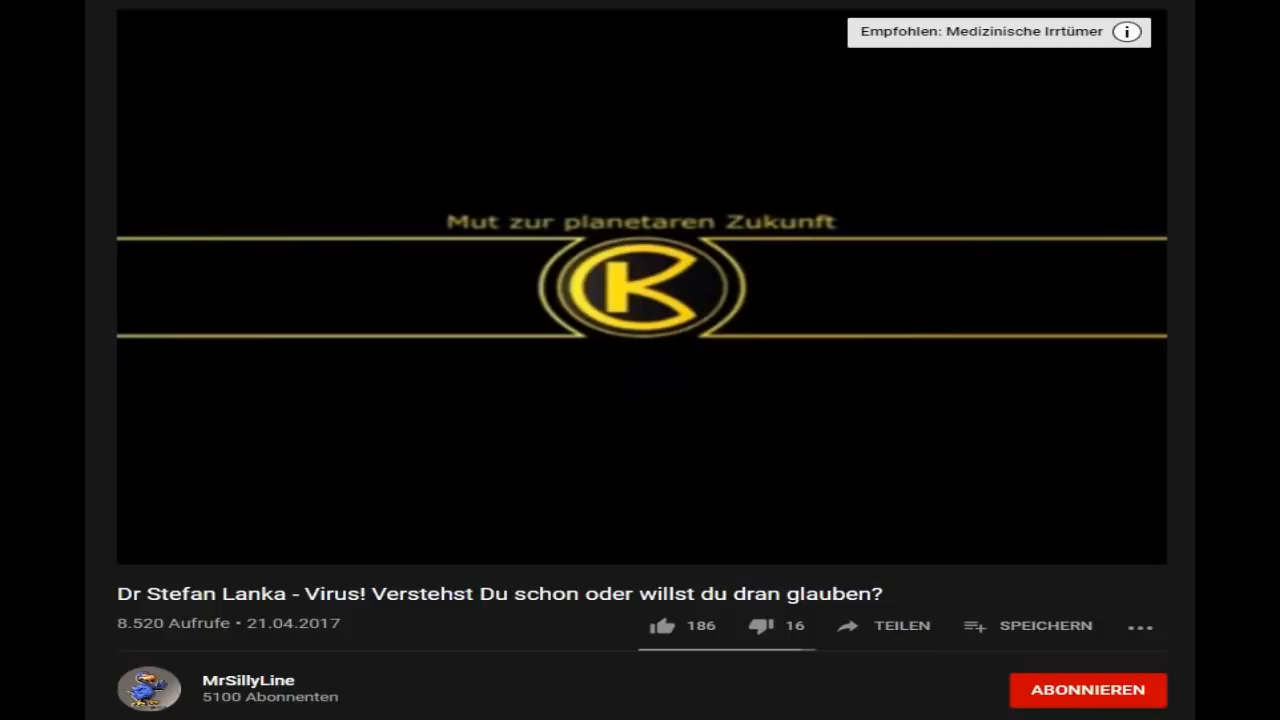 Empfohlen: Medizinische Irrtümer i
Mut zur planetaren Zukunft
K
Dr Stefan Lanka - Virus! Verstehst Du schon oder willst du dran glauben?
8.520 Aufrufe • 21.04.2017
186 16 TEILEN SPEICHERN
MrSillyLine
5100 Abonnenten
ABONNIEREN